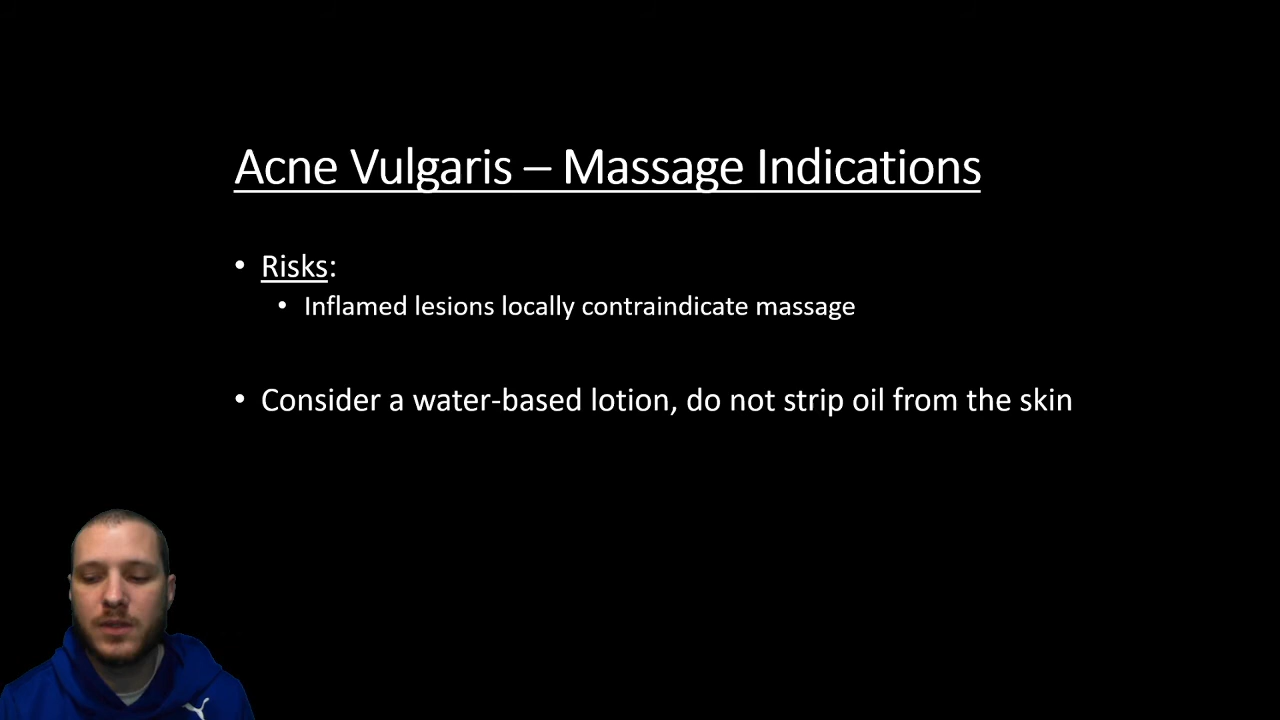 Acne Vulgaris – Massage Indications
• Risks:
• Inflamed lesions locally contraindicate massage
• Consider a water-based lotion, do not strip oil from the skin